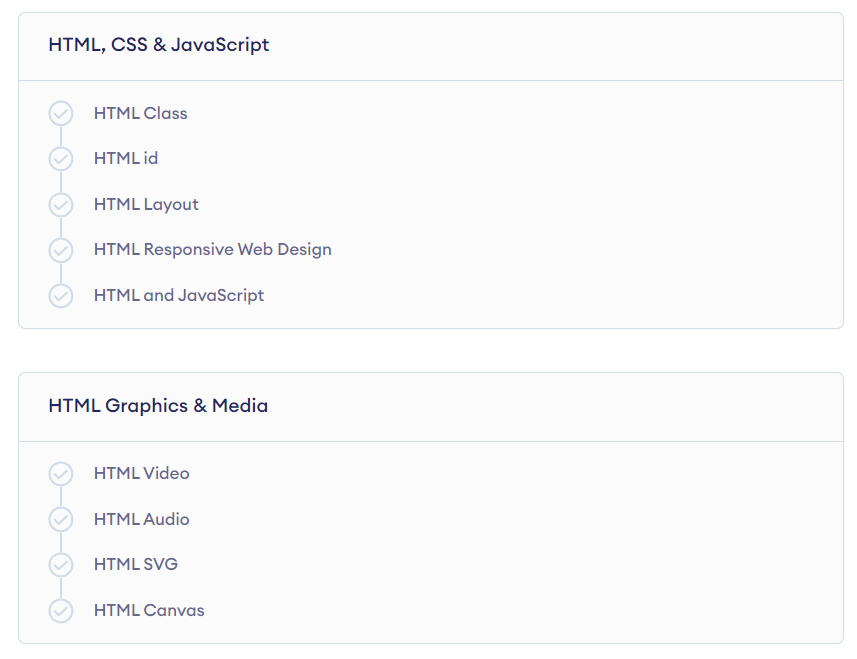 HTML, CSS & JavaScript
HTML Class
HTML id
HTML Layout
HTML Responsive Web Design
HTML and JavaScript
HTML Graphics & Media
HTML Video
HTML Audio
HTML SVG
HTML Canvas